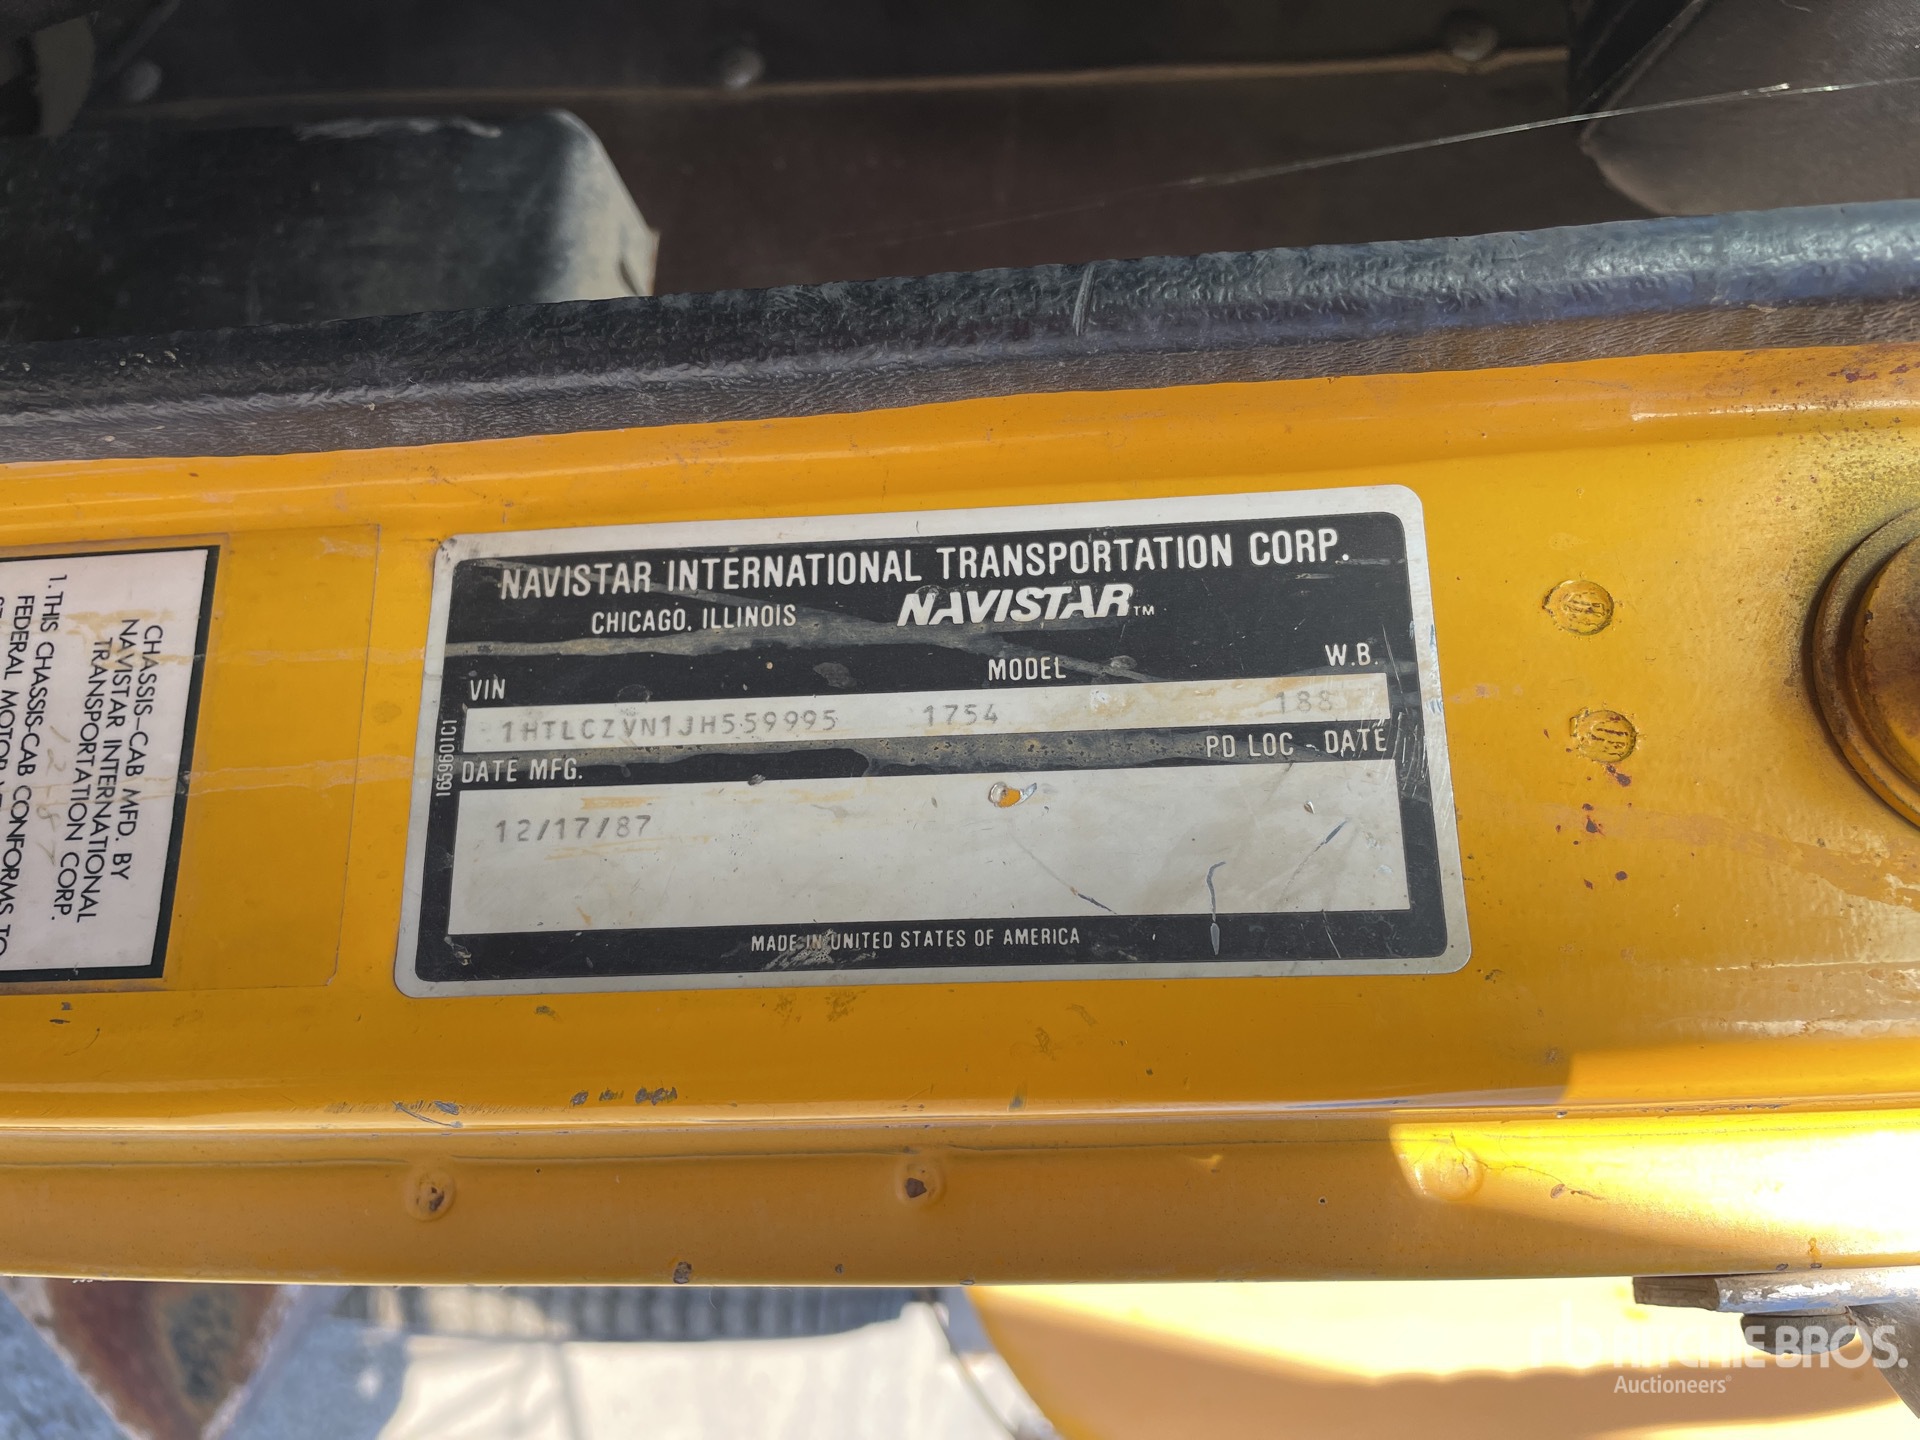 NAVISTAR INTERNATIONAL TRANSPORTATION CORP.
CHICAGO, ILLINOIS NAVISTAR™
VIN MODEL W.B.
1HTLCZVN1JH559995 1754 188
DATE MFG. PD LOC - DATE
12/17/87
MADE IN UNITED STATES OF AMERICA
1659601C1
CHASSIS-CAB MFD. BY
NAVISTAR INTERNATIONAL
TRANSPORTATION CORP.
1. THIS CHASSIS-CAB CONFORMS TO
FEDERAL MOTOR
RITCHIE BROS.
Auctioneers